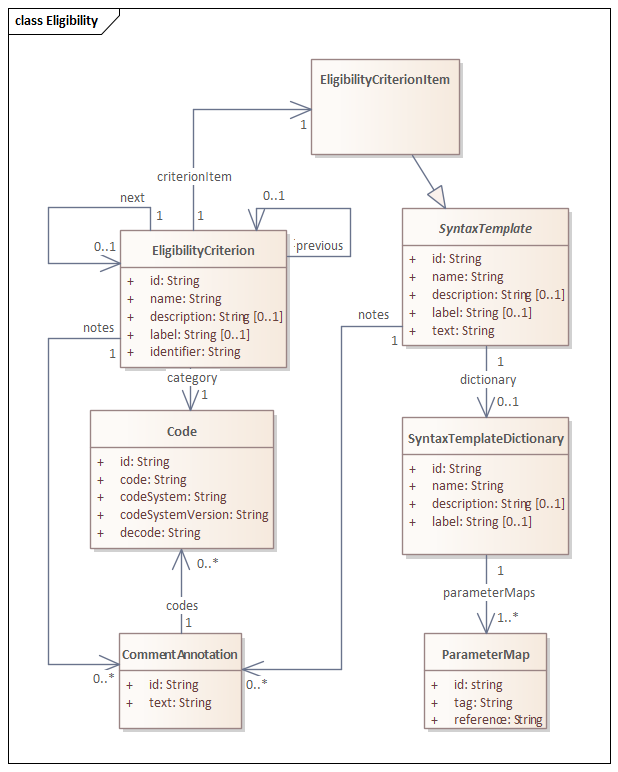 class Eligibility
EligibilityCriterionItem
1
criterionItem
next
0..1
1
1
0..1
previous
EligibilityCriterion
+ id: String
+ name: String
+ description: String [0..1]
+ label: String [0..1]
+ identifier: String
SyntaxTemplate
+ id: String
+ name: String
+ description: String [0..1]
+ label: String [0..1]
+ text: String
notes
1
notes
1
category
1
1
dictionary
0..1
Code
+ id: String
+ code: String
+ codeSystem: String
+ codeSystemVersion: String
+ decode: String
SyntaxTemplateDictionary
+ id: String
+ name: String
+ description: String [0..1]
+ label: String [0..1]
0..*
codes
1
1
parameterMaps
1..*
CommentAnnotation
+ id: String
+ text: String
0..*
0..*
ParameterMap
+ id: string
+ tag: String
+ reference: String